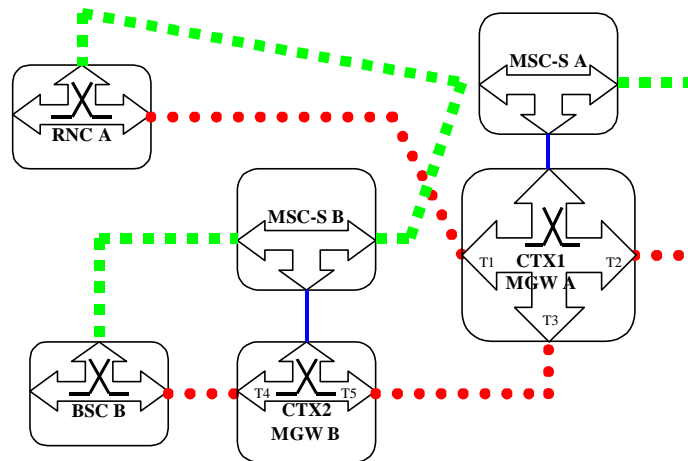 MSC-S A
RNC A
MSC-S B
CTX1
T1
T2
MGW A
T3
T4
CTX2
T5
BSC B
MGW B